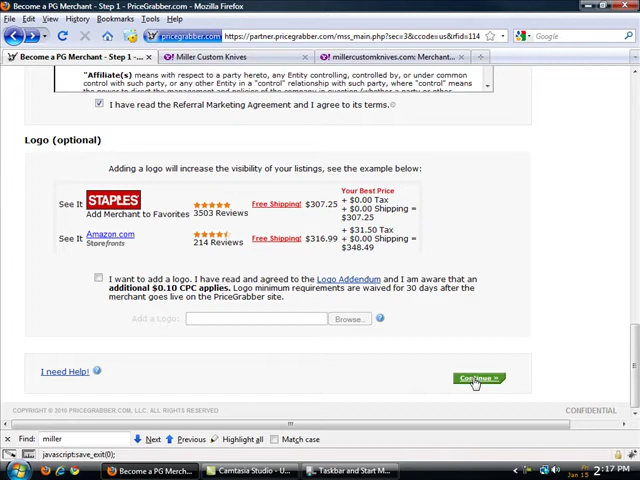 Become a PG Merchant - Step 1 - PriceGrabber.com - Mozilla Firefox
File Edit View History Bookmarks Tools Help
pricegrabber.com https://partner.pricegrabber.com/mss_main.php?sec=3&ccode=us&rfid=114
Google
Become a PG Merchant - Step 1 -... Miller Custom Knives millercustomknives.com: Merchant...
"Affiliate(s) means with respect to a party hereto, any Entity controlling, controlled by, or under common
control with such party, or any other Entity in a "control" relationship with such party, where "control" means
I have read the Referral Marketing Agreement and I agree to its terms.
Logo (optional)
Adding a logo will increase the visibility of your listings, see the example below:
See It STAPLES Add Merchant to Favorites 3503 Reviews Free Shipping! $307.25
Your Best Price
+ $0.00 Tax
+ $0.00 Shipping =
$307.25
See It Amazon.com Storefronts 214 Reviews Free Shipping! $316.99
+ $31.50 Tax
+ $0.00 Shipping =
$348.49
I want to add a logo. I have read and agreed to the Logo Addendum and I am aware that an
additional $0.10 CPC applies. Logo minimum requirements are waived for 30 days after the
merchant goes live on the PriceGrabber site.
Add a Logo: Browse..
I need Help! Continue »
COPYRIGHT © 2010 PRICEGRABBER.COM, LLC. ALL RIGHTS RESERVED. CONFIDENTIAL
Find: miller Next Previous Highlight all Match case
javascript:save_exit(0);
Start Become a PG Merch... Camtasia Studio - U... Taskbar and Start M... Fri Jan 15 2:17 PM